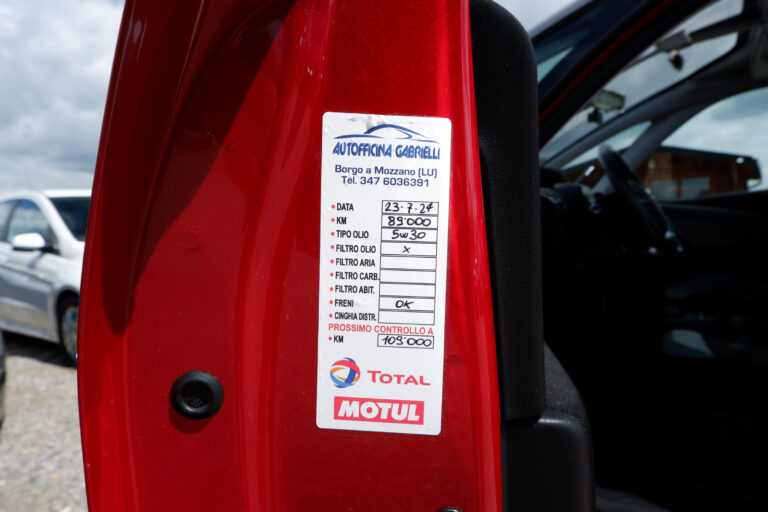 AUTOFFICINA GABRIELLI
Borgo a Mozzano (LU)
Tel. 347 6036391
• DATA 23-7-24
• KM 89.000
• TIPO OLIO 5w30
• FILTRO OLIO X
• FILTRO ARIA
• FILTRO CARB.
• FILTRO ABIT.
• FRENI OK
• CINGHIA DISTR.
PROSSIMO CONTROLLO A
• KM 109.000
TOTAL
MOTUL